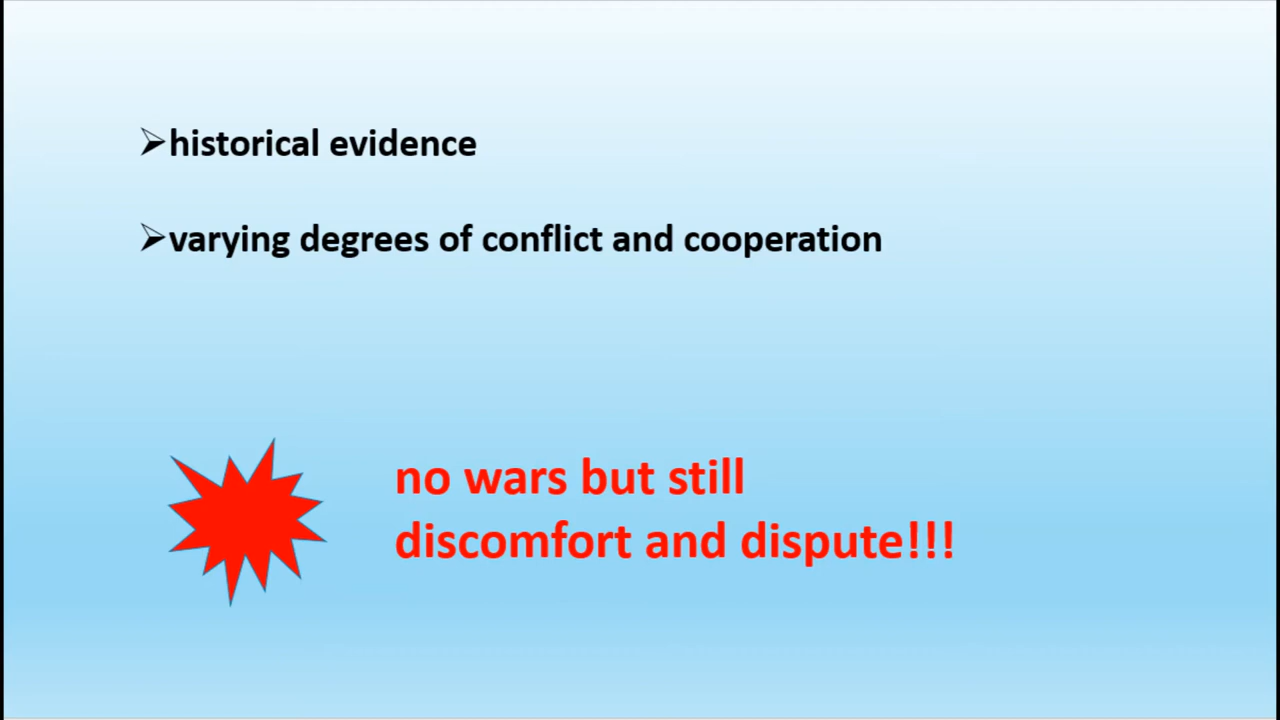 ➢historical evidence
➢varying degrees of conflict and cooperation
no wars but still
discomfort and dispute!!!